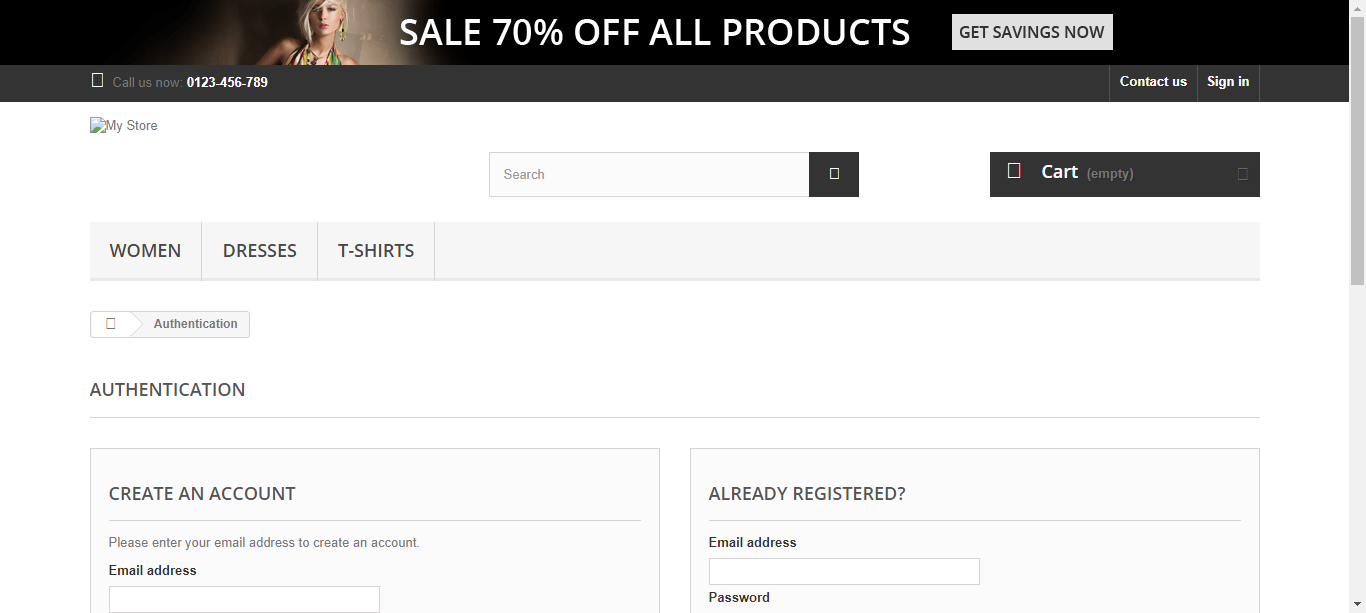 SALE 70% OFF ALL PRODUCTS GET SAVINGS NOW
Call us now: 0123-456-789 Contact us Sign in
My Store
Search Cart (empty)
WOMEN DRESSES T-SHIRTS
Authentication
AUTHENTICATION
CREATE AN ACCOUNT
Please enter your email address to create an account.
Email address
ALREADY REGISTERED?
Email address
Password